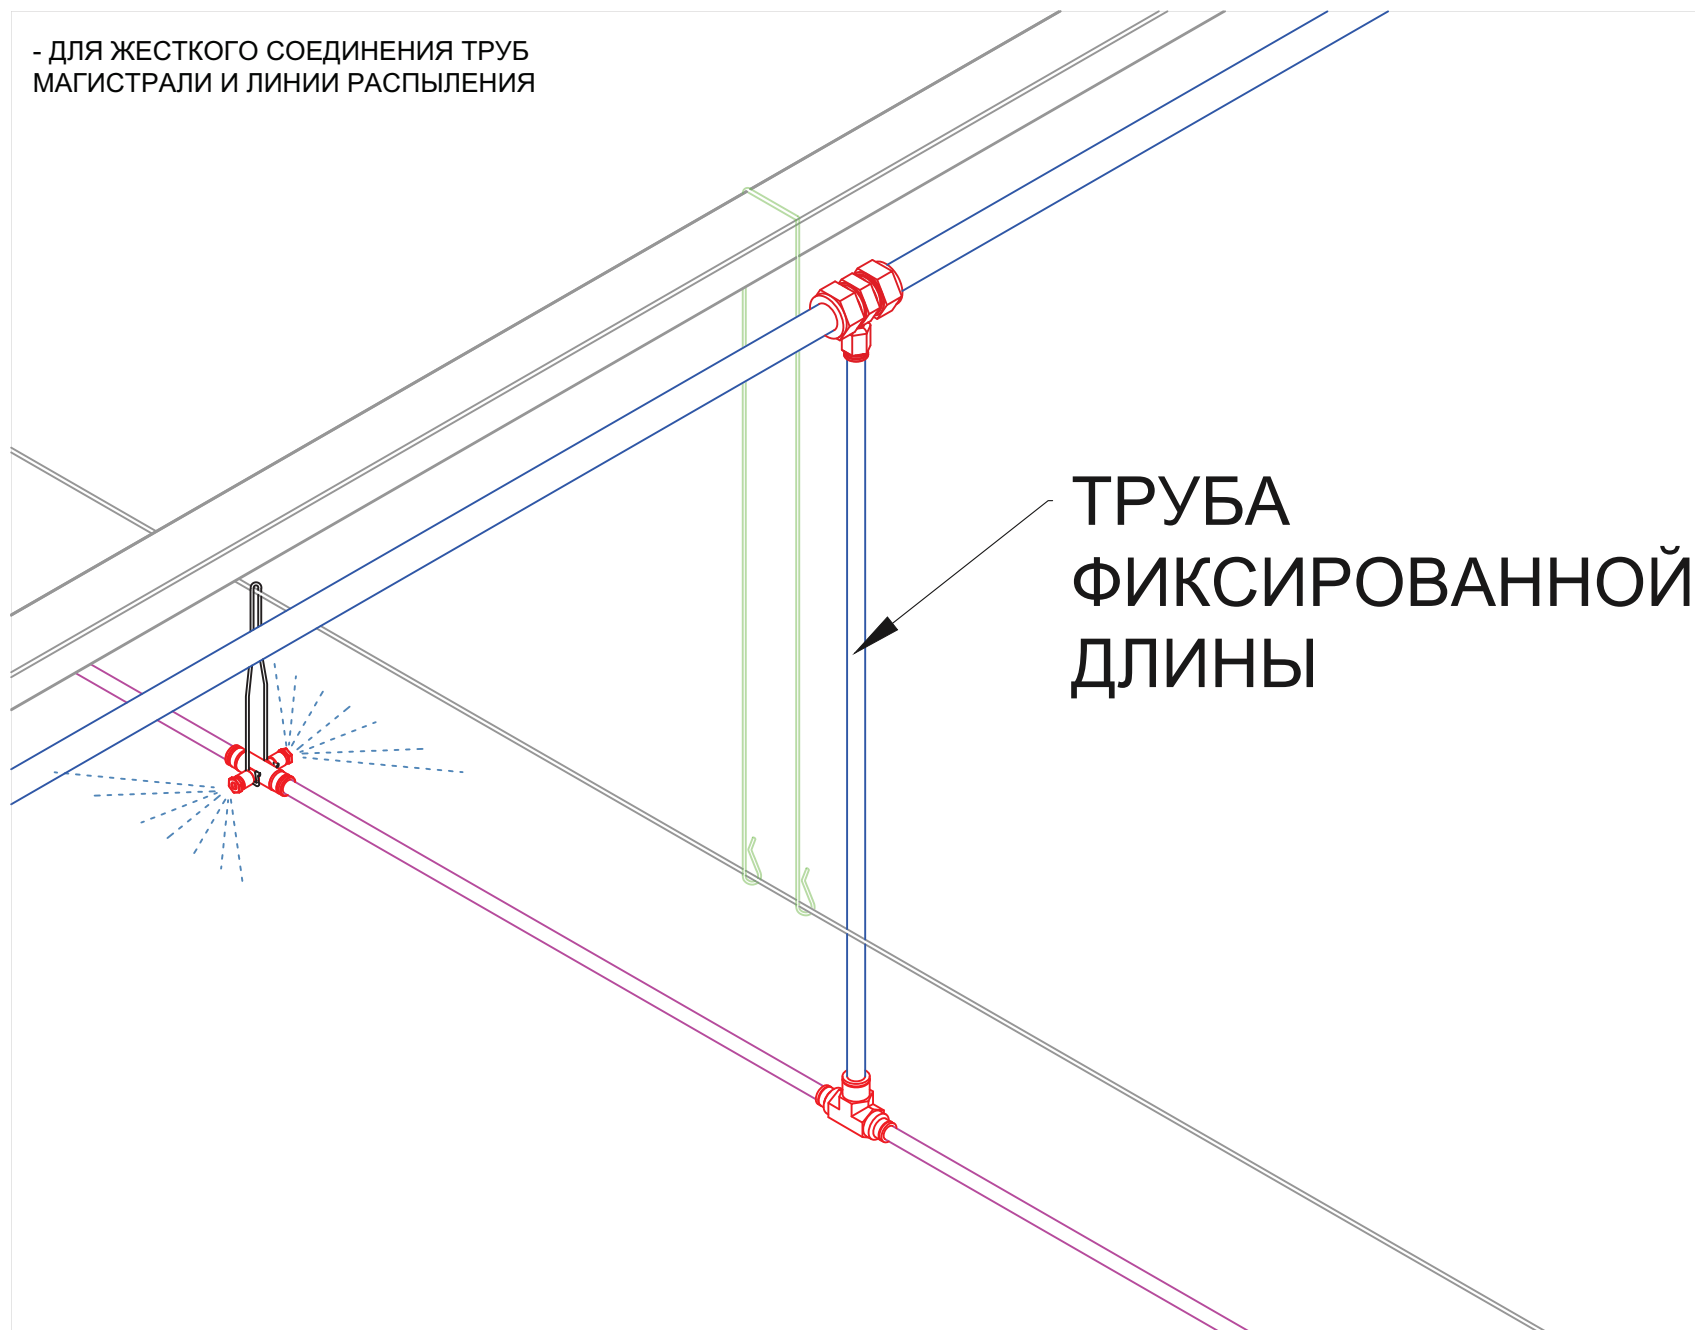 - ДЛЯ ЖЕСТКОГО СОЕДИНЕНИЯ ТРУБ
МАГИСТРАЛИ И ЛИНИИ РАСПЫЛЕНИЯ
ТРУБА
ФИКСИРОВАННОЙ
ДЛИНЫ